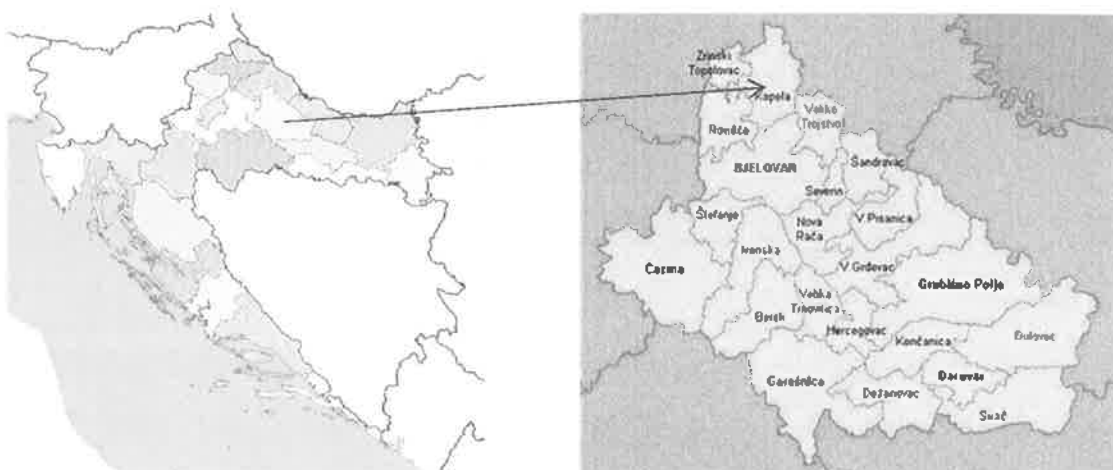 Zrinski
Topolovac
Kapela
Veliko
Trojstvo
Rovišće
BJELOVAR
Šandrovac
Severin
Štefanje
Nova
Rača
V.Pisanica
Ivanska
Čazma
V.Grđevac
Grubišno Polje
Velika
Trnovitica
Berek
Hercegovac
Končanica
Đulovac
Garešnica
Daruvar
Dežanovac
Sirač